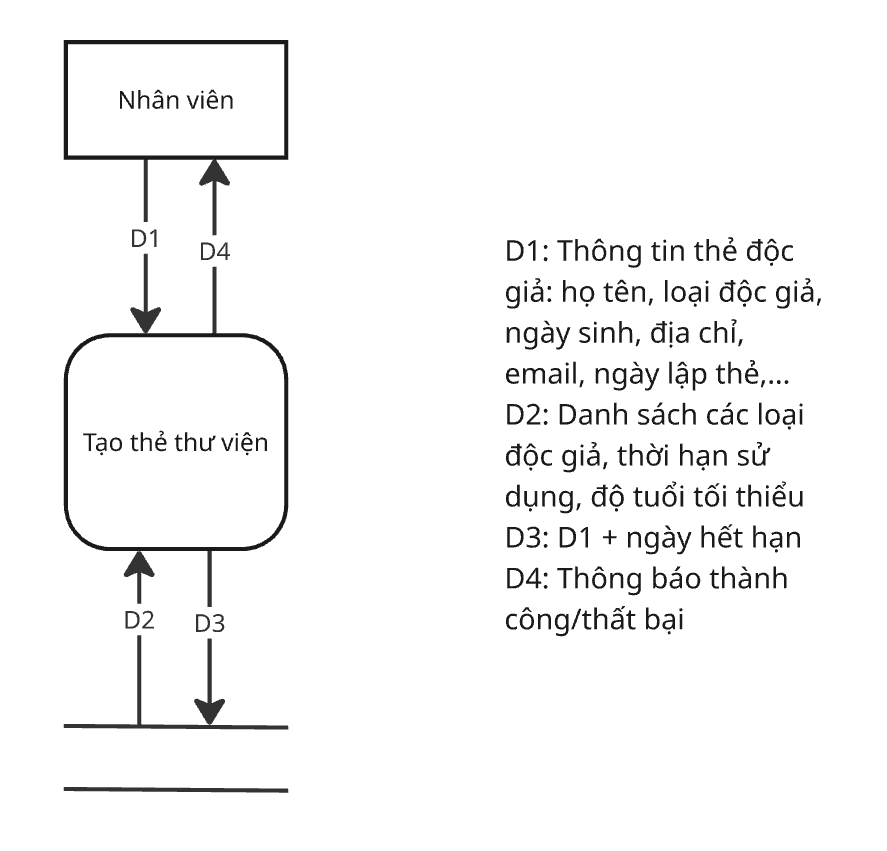 Nhân viên
D1
D4
Tạo thẻ thư viện
D2
D3
D1: Thông tin thẻ độc
giả: họ tên, loại độc giả,
ngày sinh, địa chỉ,
email, ngày lập thẻ,...
D2: Danh sách các loại
độc giả, thời hạn sử
dụng, độ tuổi tối thiểu
D3: D1 + ngày hết hạn
D4: Thông báo thành
công/thất bại